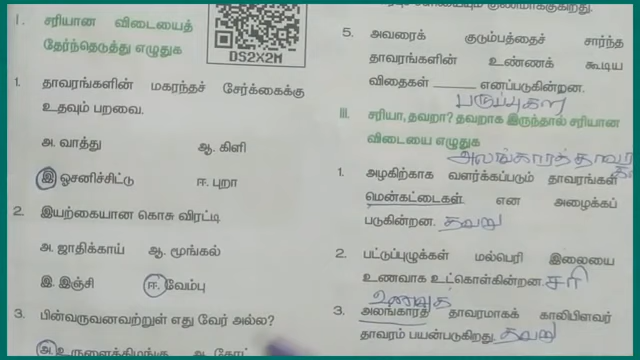 I. சரியான விடையைத்
தேர்ந்தெடுத்து எழுதுக
DS2X2M
1. தாவரங்களின் மகரந்தச் சேர்க்கைக்கு
உதவும் பறவை.
அ. வாத்து ஆ. கிளி
இ ஓசனிச்சிட்டு ஈ. புறா
2. இயற்கையான கொசு விரட்டி
அ. ஜாதிக்காய் ஆ. மூங்கல்
இ. இஞ்சி ஈ. வேம்பு
3. பின்வருவனவற்றுள் எது வேர் அல்ல?
அ. உருளைக்கிழங்கு ஆ. கேரட்
5. அவரைக் குடும்பத்தைச் சார்ந்த
தாவரங்களின் உண்ணக் கூடிய
விதைகள் ______ எனப்படுகின்றன.
பருப்புகள்
III. சரியா, தவறா? தவறாக இருந்தால் சரியான
விடையை எழுதுக
அலங்காரத் தாவர
1. அழகிற்காக வளர்க்கப்படும் தாவரங்கள்
மென்கட்டைகள். என அழைக்கப்
படுகின்றன. தவறு
2. பட்டுப்புழுக்கள் மல்பெரி இலையை
உணவாக உட்கொள்கின்றன. சரி
உணவுக்
3. அலங்காரத் தாவரமாகக் காலிபிளவர்
தாவரம் பயன்படுகிறது. தவறு